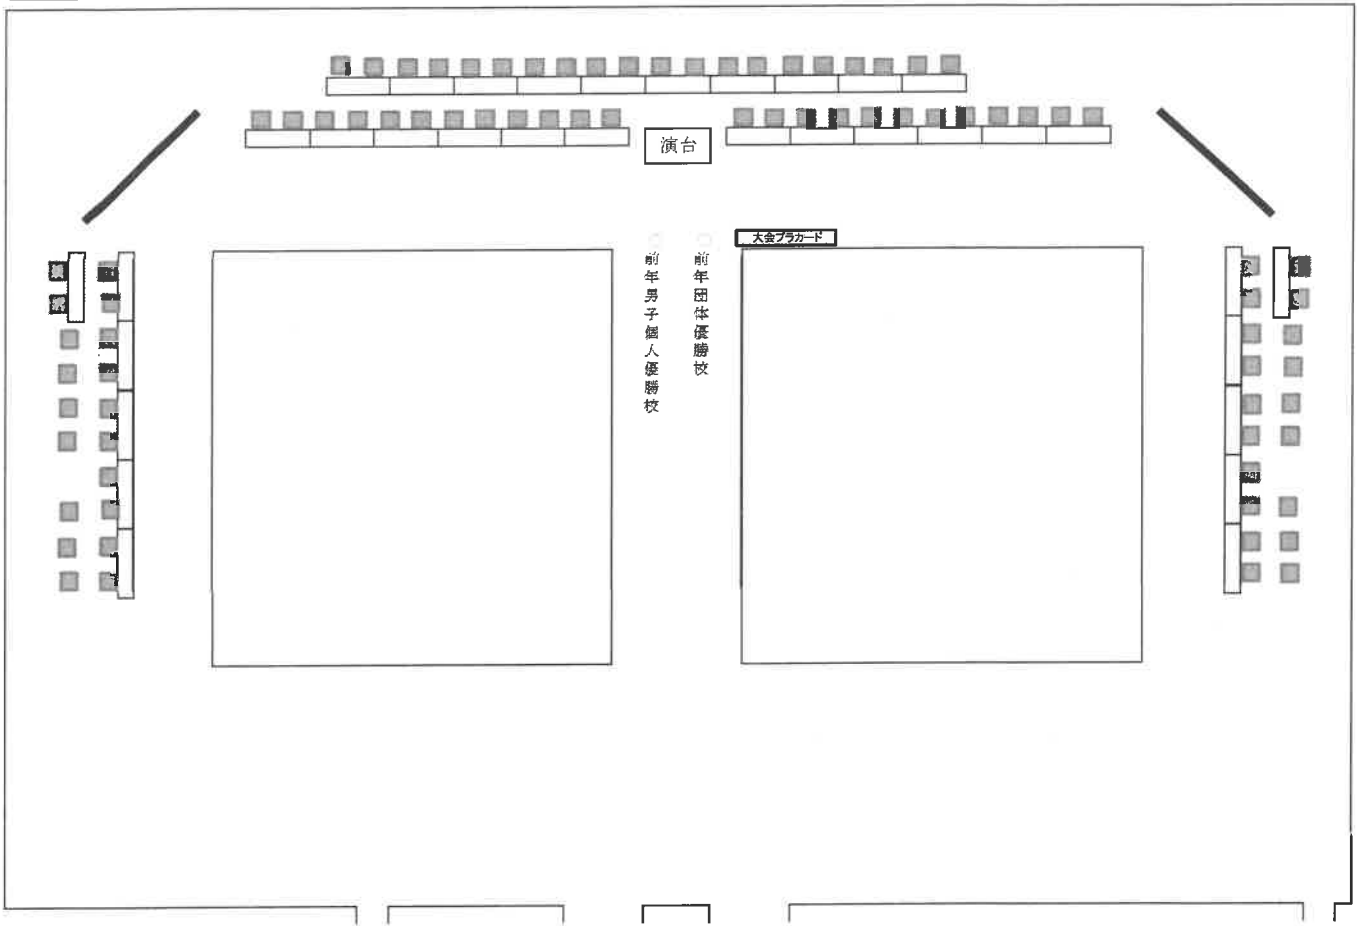 演台
大会プラカード
前年団体優勝校
前年男子個人優勝校